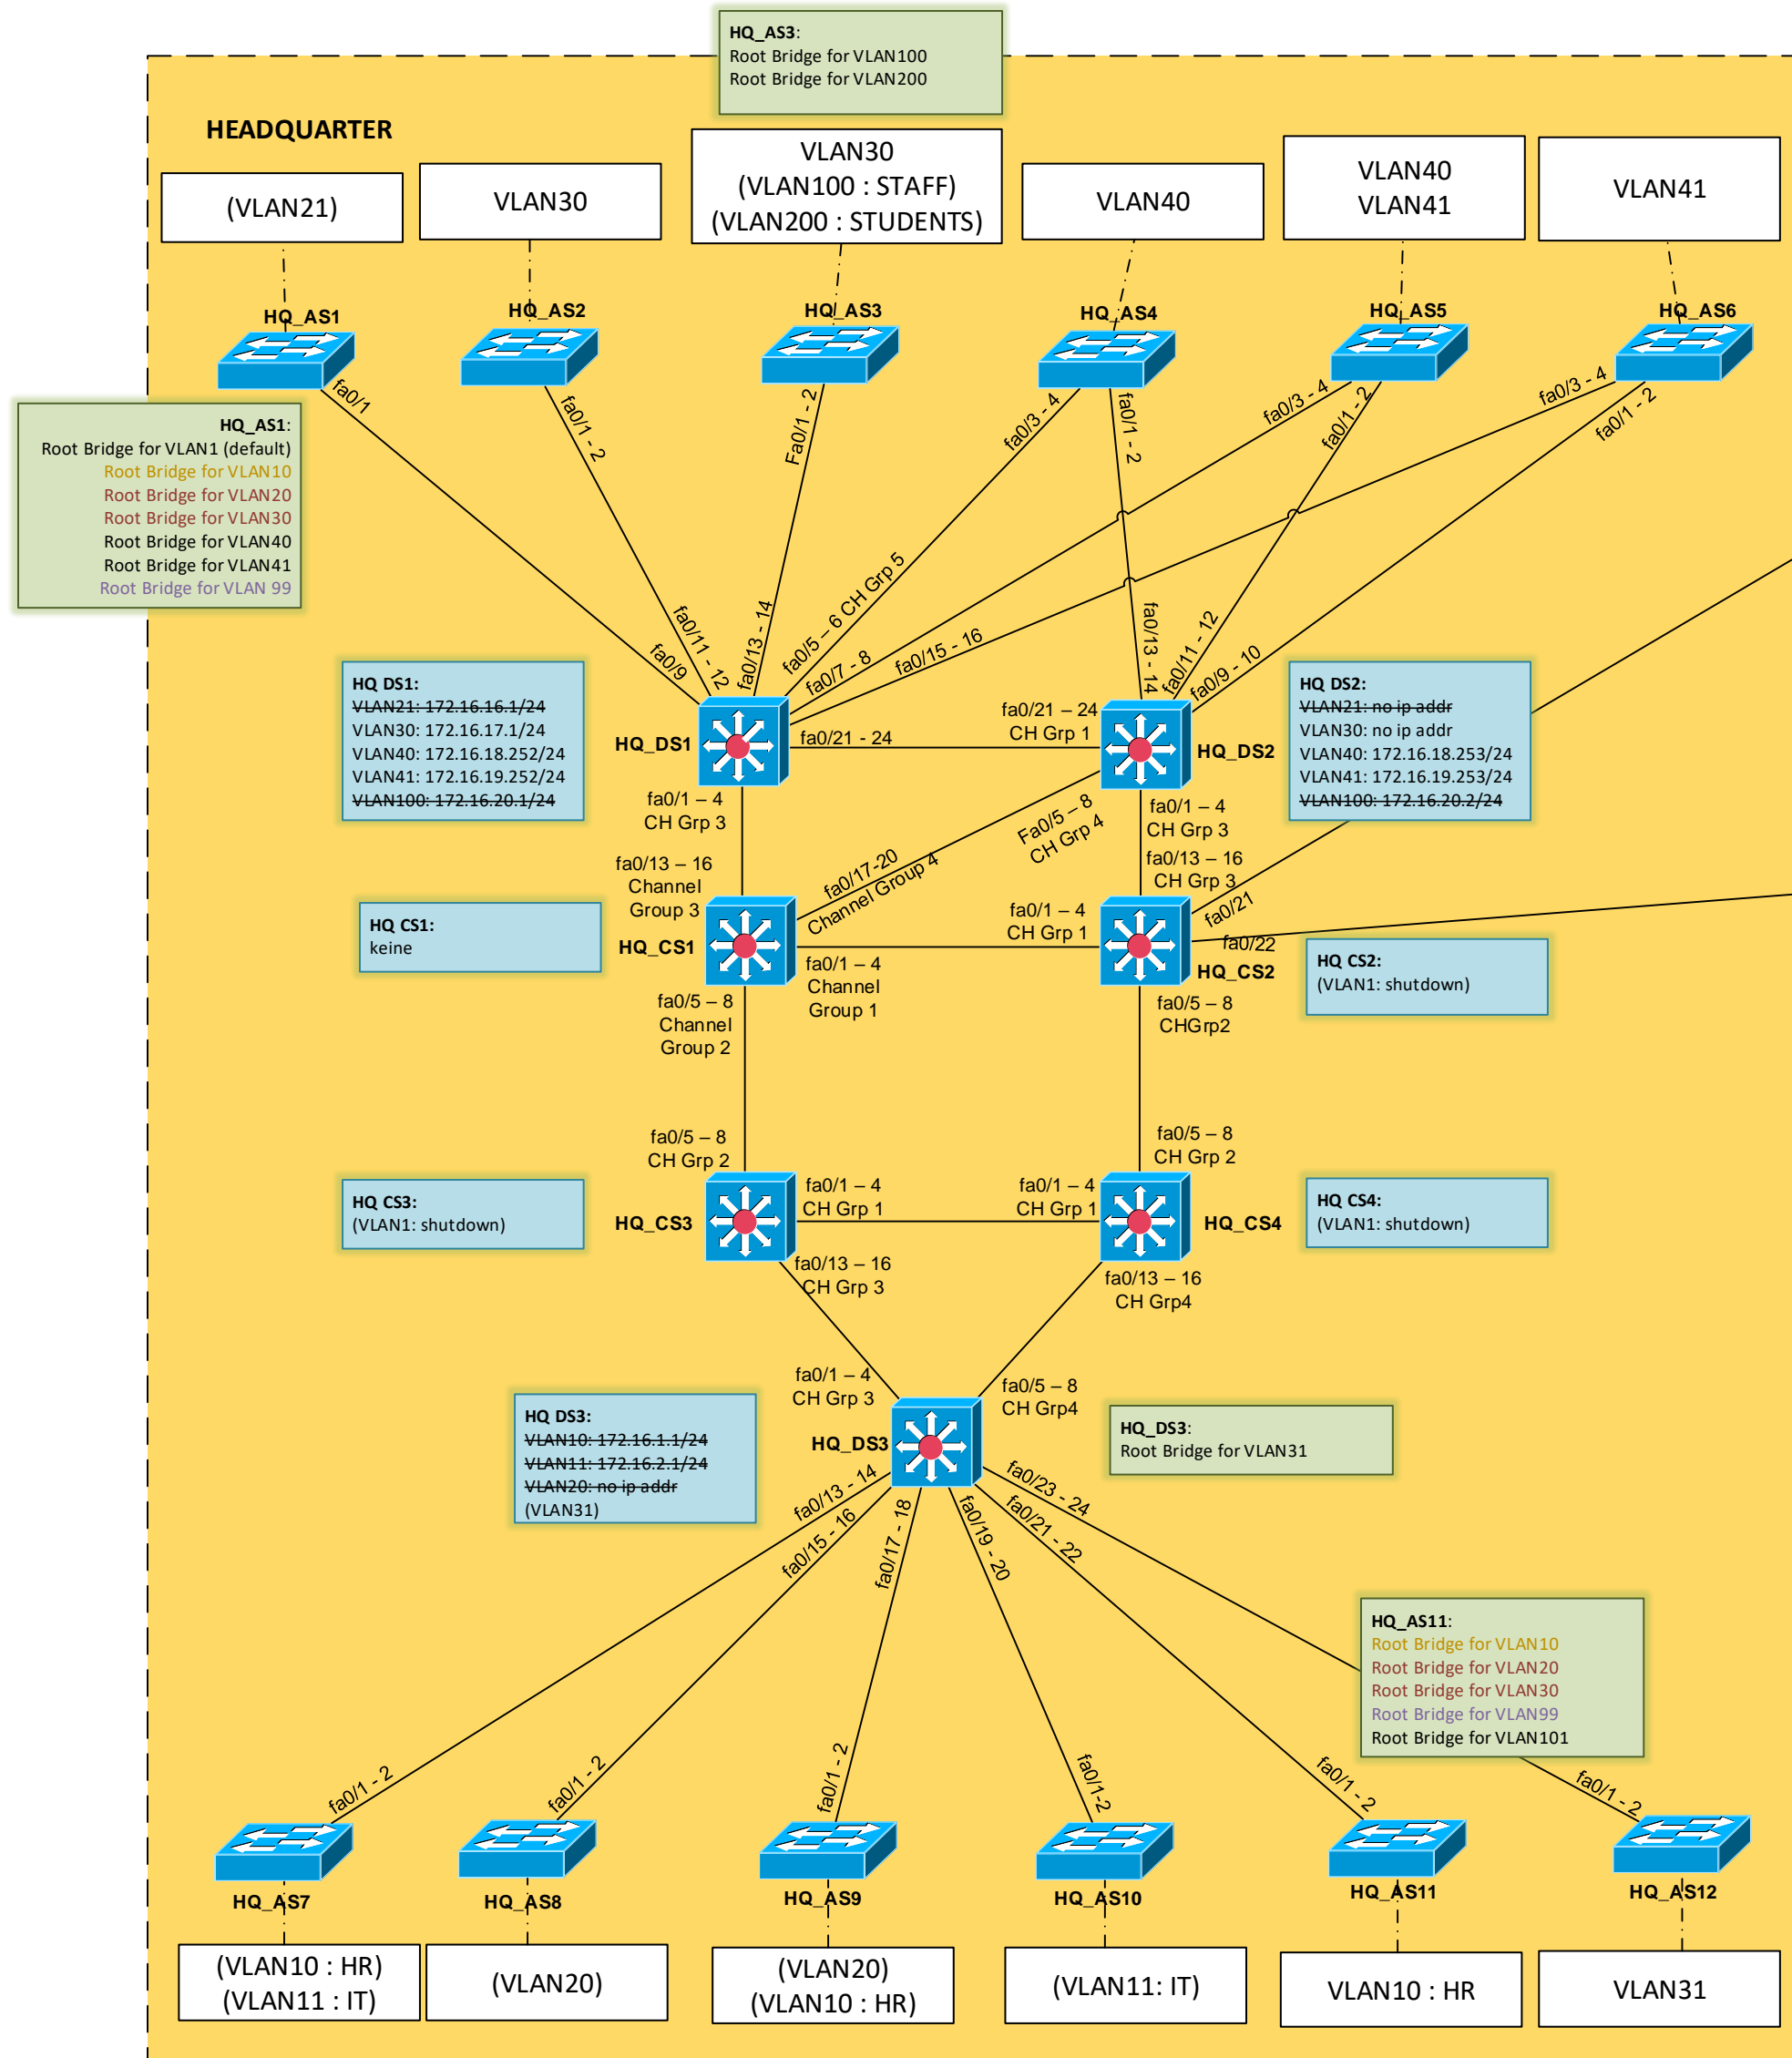 HQ_AS3:
Root Bridge for VLAN100
Root Bridge for VLAN200
HEADQUARTER
(VLAN21)
VLAN30
VLAN30
(VLAN100 : STAFF)
(VLAN200 : STUDENTS)
VLAN40
VLAN40
VLAN41
VLAN41
HQ_AS1
HQ_AS2
HQ_AS3
HQ_AS4
HQ_AS5
HQ_AS6
fa0/1
fa0/1 - 2
Fa0/1 - 2
fa0/3 - 4
fa0/1 - 2
fa0/3 - 4
fa0/1 - 2
fa0/3 - 4
fa0/1 - 2
HQ_AS1:
Root Bridge for VLAN1 (default)
Root Bridge for VLAN10
Root Bridge for VLAN20
Root Bridge for VLAN30
Root Bridge for VLAN40
Root Bridge for VLAN41
Root Bridge for VLAN 99
fa0/9
fa0/11 - 12
fa0/13 - 14
fa0/5 – 6 CH Grp 5
fa0/7 - 8
fa0/15 - 16
fa0/13 - 14
fa0/11 - 12
fa0/9 - 10
HQ DS1:
VLAN21: 172.16.16.1/24
VLAN30: 172.16.17.1/24
VLAN40: 172.16.18.252/24
VLAN41: 172.16.19.252/24
VLAN100: 172.16.20.1/24
HQ_DS1
fa0/21 - 24
fa0/21 – 24
CH Grp 1
HQ_DS2
HQ DS2:
VLAN21: no ip addr
VLAN30: no ip addr
VLAN40: 172.16.18.253/24
VLAN41: 172.16.19.253/24
VLAN100: 172.16.20.2/24
fa0/1 – 4
CH Grp 3
Fa0/5 – 8
CH Grp 4
fa0/1 – 4
CH Grp 3
fa0/13 – 16
Channel
Group 3
fa0/17-20
Channel Group 4
fa0/13 – 16
CH Grp 3
HQ CS1:
keine
HQ_CS1
fa0/1 – 4
CH Grp 1
fa0/21
fa0/22
HQ_CS2
HQ CS2:
(VLAN1: shutdown)
fa0/1 – 4
Channel
Group 1
fa0/5 – 8
Channel
Group 2
fa0/5 – 8
CHGrp2
fa0/5 – 8
CH Grp 2
fa0/5 – 8
CH Grp 2
HQ CS3:
(VLAN1: shutdown)
HQ_CS3
fa0/1 – 4
CH Grp 1
fa0/1 – 4
CH Grp 1
HQ_CS4
HQ CS4:
(VLAN1: shutdown)
fa0/13 – 16
CH Grp 3
fa0/13 – 16
CH Grp4
fa0/1 – 4
CH Grp 3
fa0/5 – 8
CH Grp4
HQ DS3:
VLAN10: 172.16.1.1/24
VLAN11: 172.16.2.1/24
VLAN20: no ip addr
(VLAN31)
HQ_DS3
HQ_DS3:
Root Bridge for VLAN31
fa0/13 - 14
fa0/15 - 16
fa0/17 - 18
fa0/19 - 20
fa0/21 - 22
fa0/23 - 24
HQ_AS11:
Root Bridge for VLAN10
Root Bridge for VLAN20
Root Bridge for VLAN30
Root Bridge for VLAN99
Root Bridge for VLAN101
fa0/1 - 2
fa0/1 - 2
fa0/1 - 2
fa0/1-2
fa0/1 - 2
fa0/1 - 2
HQ_AS7
HQ_AS8
HQ_AS9
HQ_AS10
HQ_AS11
HQ_AS12
(VLAN10 : HR)
(VLAN11 : IT)
(VLAN20)
(VLAN20)
(VLAN10 : HR)
(VLAN11: IT)
VLAN10 : HR
VLAN31